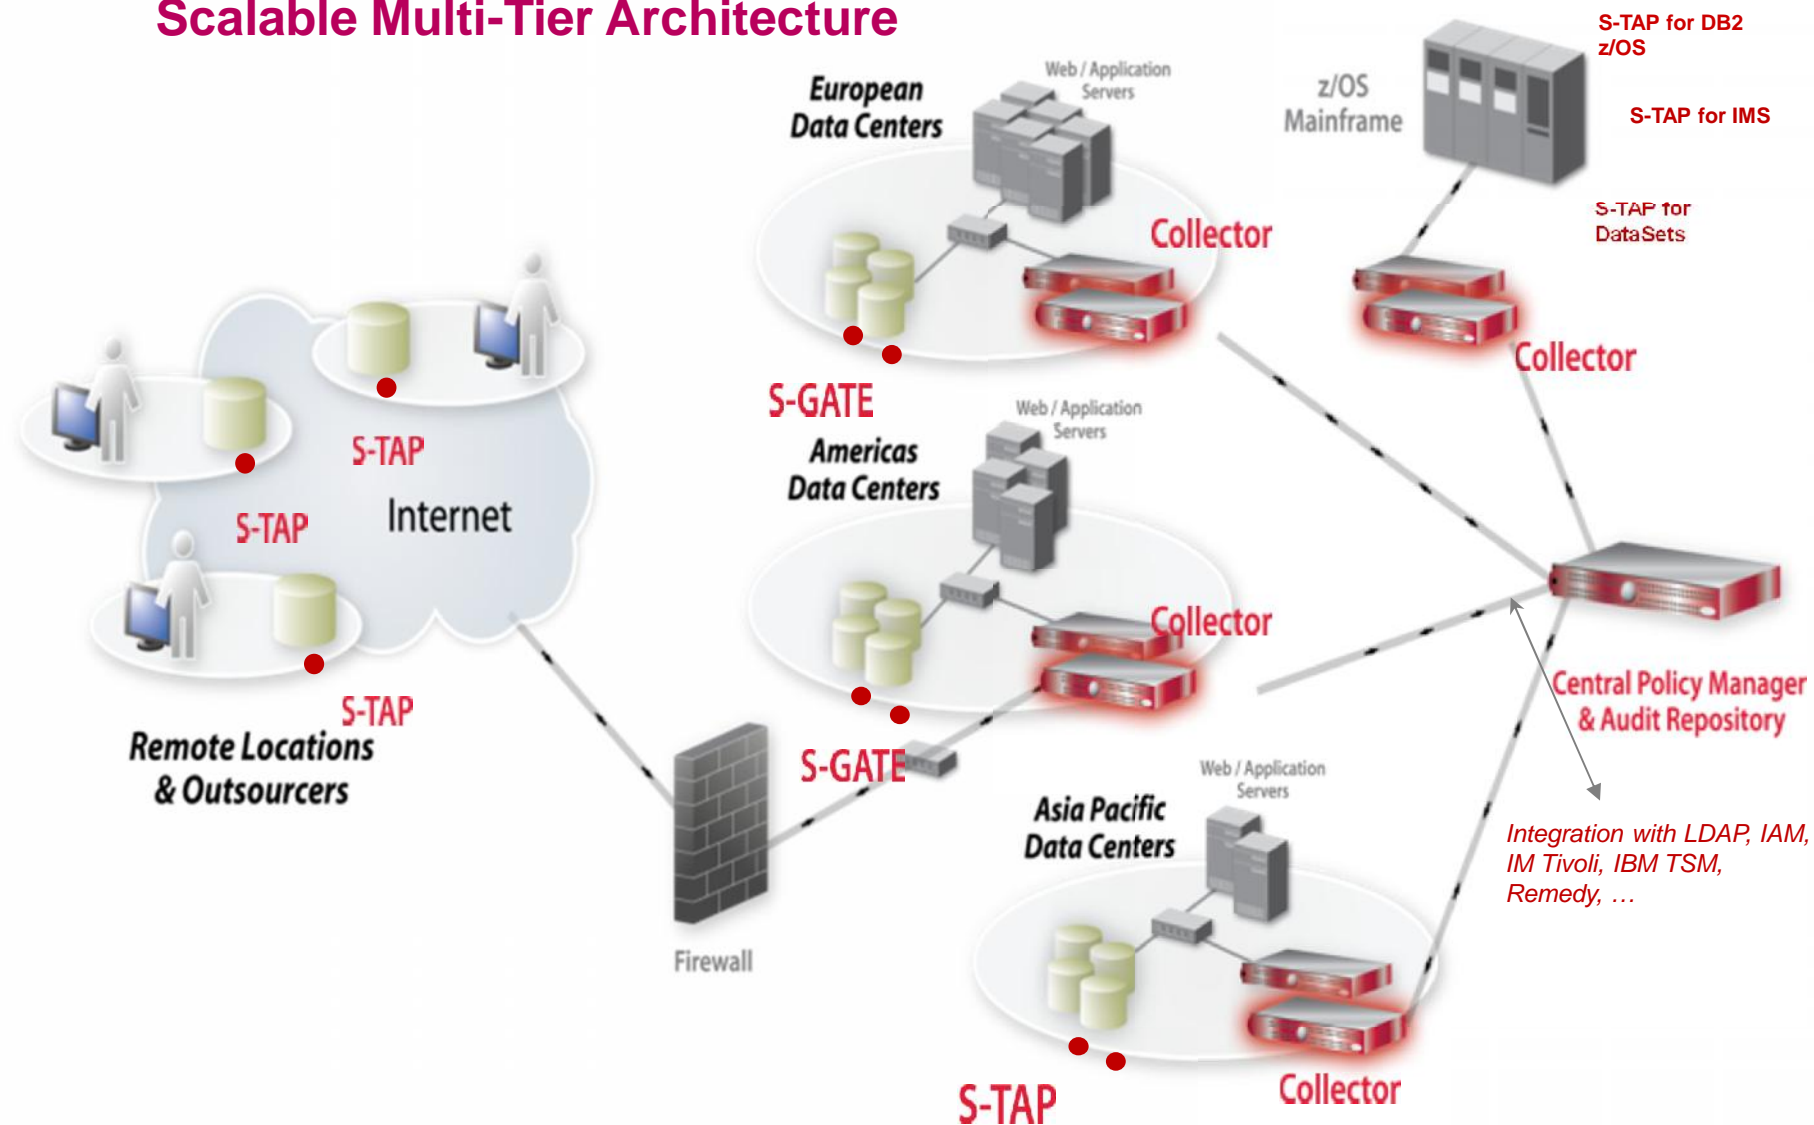 Scalable Multi-Tier Architecture
S-TAP for DB2
z/OS
z/OS
Mainframe
S-TAP for IMS
S-TAP for
DataSets
European
Data Centers
Web / Application
Servers
Collector
Collector
S-GATE
Americas
Data Centers
Web / Application
Servers
Collector
S-TAP
Internet
S-TAP
S-TAP
Remote Locations
& Outsourcers
S-GATE
Central Policy Manager
& Audit Repository
Firewall
Asia Pacific
Data Centers
Web / Application
Servers
Integration with LDAP, IAM,
IM Tivoli, IBM TSM,
Remedy, …
S-TAP
Collector